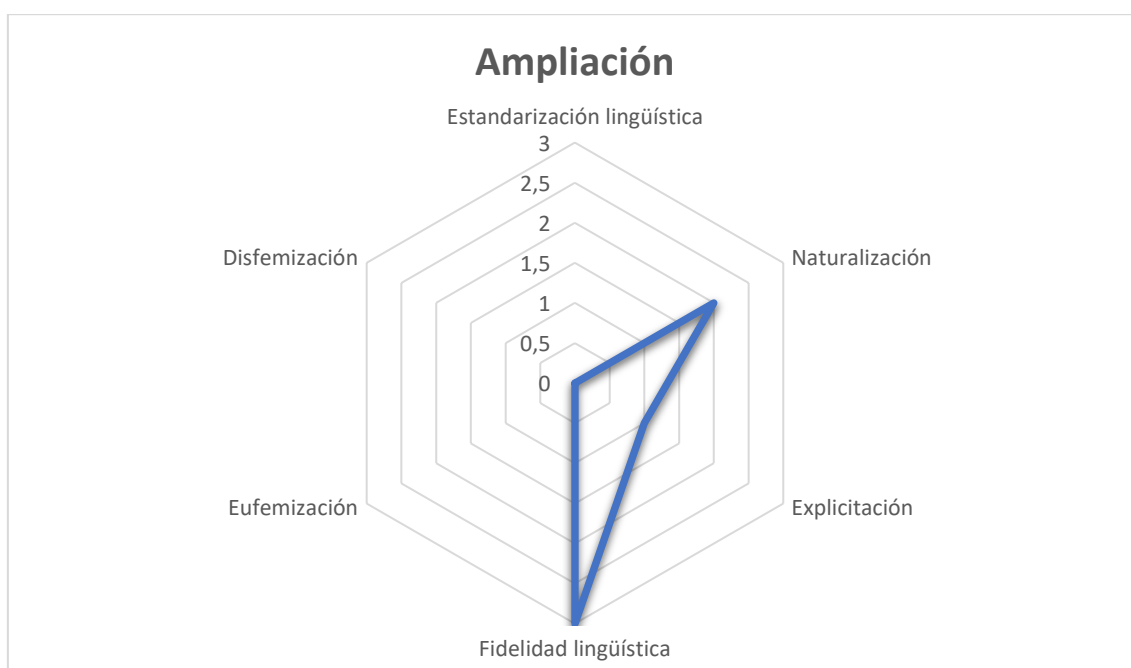 Ampliación
Estandarización lingüística
3
2,5
2
1,5
1
0,5
0
Disfemización
Naturalización
Eufemización
Explicitación
Fidelidad lingüística